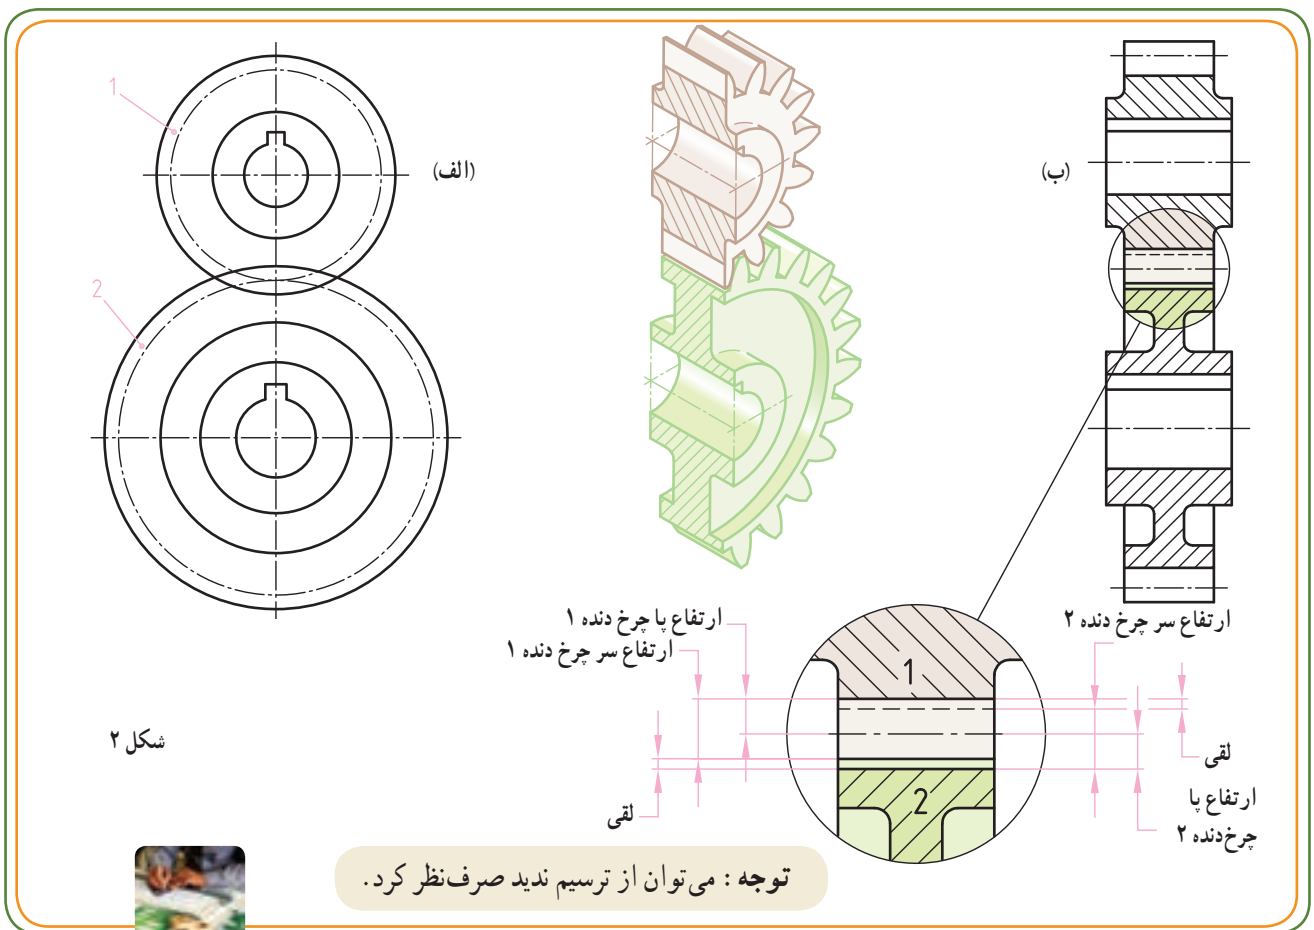 1
(الف)
(ب)
2
ارتفاع پا چرخ دنده ۱
ارتفاع سر چرخ دنده ۲
ارتفاع سر چرخ دنده ۱
1
شکل ۲
لقی
ارتفاع پا
چرخ‌دنده ۲
2
لقی
توجه : می‌توان از ترسیم ندید صرف‌نظر کرد.